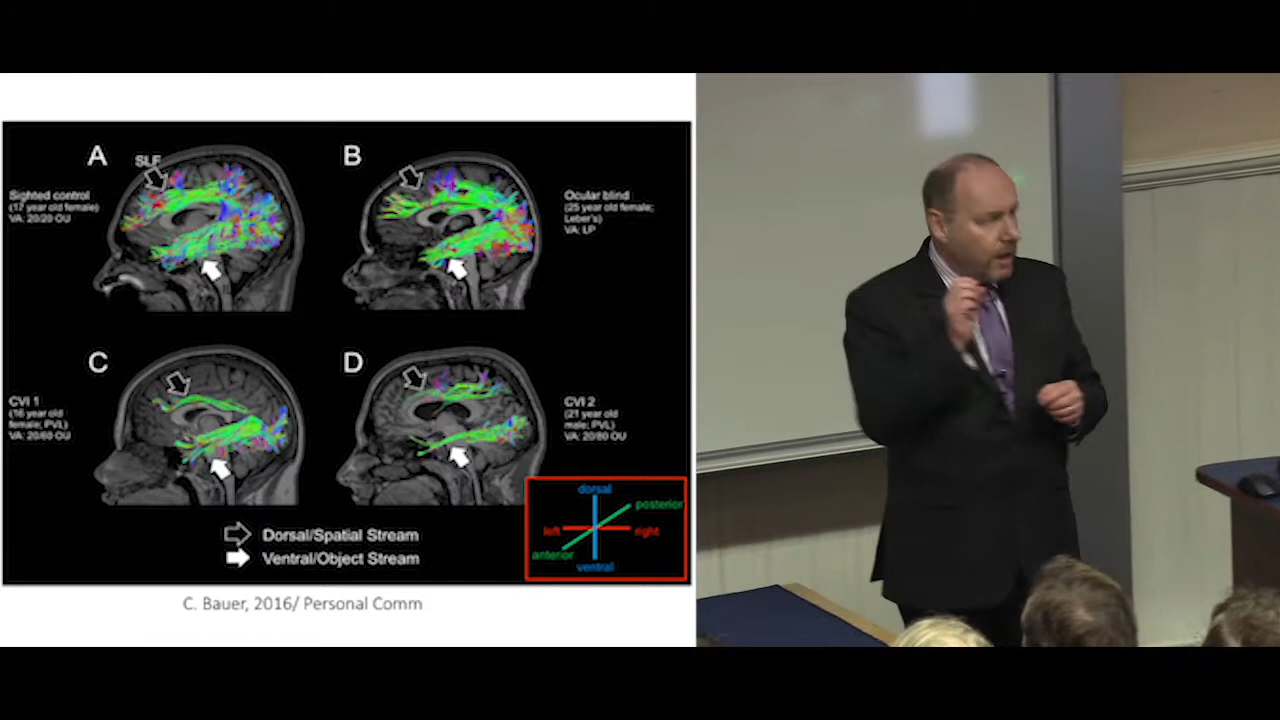 A
SLF
Sighted control
(17 year old female)
VA: 20/20 OU
B
Ocular blind
(25 year old female;
Leber's)
VA: LP
C
CVI 1
(16 year old
female; PVL)
VA: 20/60 OU
D
CVI 2
(21 year old
male; PVL)
VA: 20/80 OU
Dorsal/Spatial Stream
Ventral/Object Stream
dorsal
posterior
left
right
anterior
ventral
C. Bauer, 2016/ Personal Comm